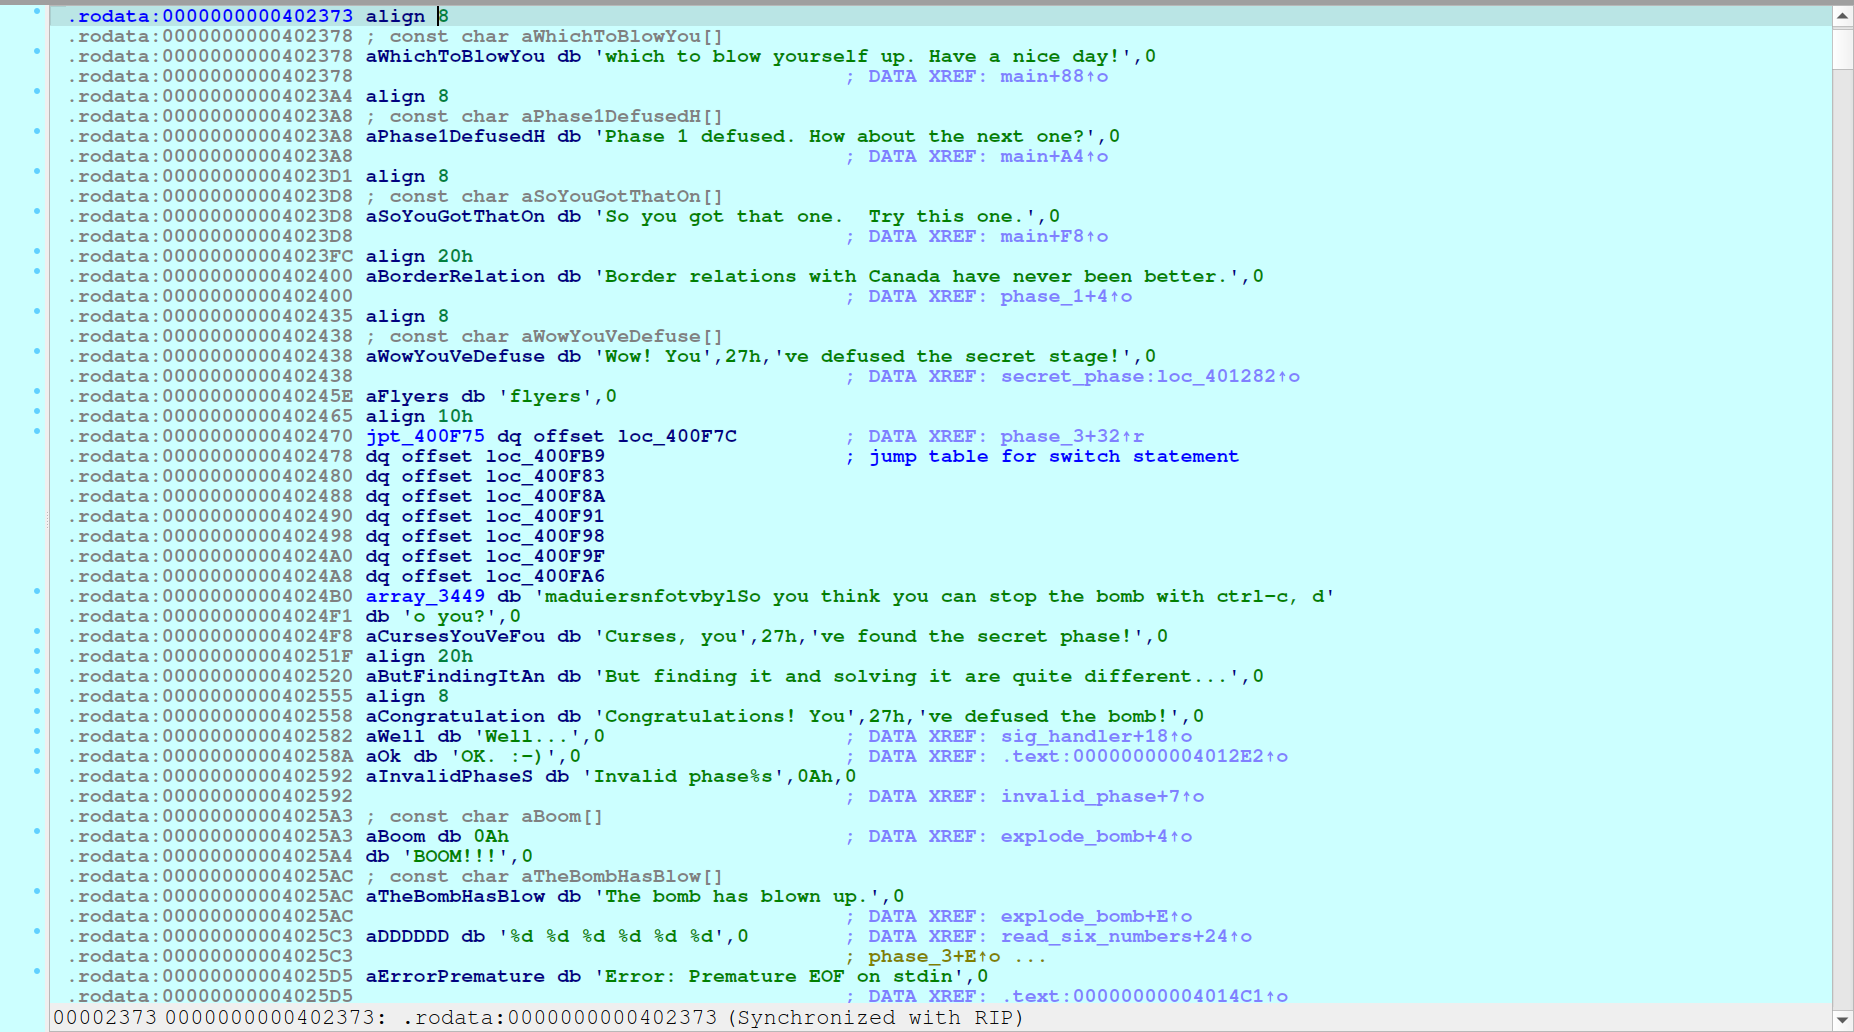 .rodata:0000000000402373 align 8
.rodata:0000000000402378 ; const char aWhichToBlowYou[]
.rodata:0000000000402378 aWhichToBlowYou db 'which to blow yourself up. Have a nice day!',0
.rodata:0000000000402378 ; DATA XREF: main+88↑o
.rodata:00000000004023A4 align 8
.rodata:00000000004023A8 ; const char aPhase1DefusedH[]
.rodata:00000000004023A8 aPhase1DefusedH db 'Phase 1 defused. How about the next one?',0
.rodata:00000000004023A8 ; DATA XREF: main+A4↑o
.rodata:00000000004023D1 align 8
.rodata:00000000004023D8 ; const char aSoYouGotThatOn[]
.rodata:00000000004023D8 aSoYouGotThatOn db 'So you got that one.  Try this one.',0
.rodata:00000000004023D8 ; DATA XREF: main+F8↑o
.rodata:00000000004023FC align 20h
.rodata:0000000000402400 aBorderRelation db 'Border relations with Canada have never been better.',0
.rodata:0000000000402400 ; DATA XREF: phase_1+4↑o
.rodata:0000000000402435 align 8
.rodata:0000000000402438 ; const char aWowYouVeDefuse[]
.rodata:0000000000402438 aWowYouVeDefuse db 'Wow! You',27h,'ve defused the secret stage!',0
.rodata:0000000000402438 ; DATA XREF: secret_phase:loc_401282↑o
.rodata:000000000040245E aFlyers db 'flyers',0
.rodata:0000000000402465 align 10h
.rodata:0000000000402470 jpt_400F75 dq offset loc_400F7C ; DATA XREF: phase_3+32↑r
.rodata:0000000000402478 dq offset loc_400FB9 ; jump table for switch statement
.rodata:0000000000402480 dq offset loc_400F83
.rodata:0000000000402488 dq offset loc_400F8A
.rodata:0000000000402490 dq offset loc_400F91
.rodata:0000000000402498 dq offset loc_400F98
.rodata:00000000004024A0 dq offset loc_400F9F
.rodata:00000000004024A8 dq offset loc_400FA6
.rodata:00000000004024B0 array_3449 db 'maduiersnfotvbylSo you think you can stop the bomb with ctrl-c, d'
.rodata:00000000004024F1 db 'o you?',0
.rodata:00000000004024F8 aCursesYouVeFou db 'Curses, you',27h,'ve found the secret phase!',0
.rodata:000000000040251F align 20h
.rodata:0000000000402520 aButFindingItAn db 'But finding it and solving it are quite different...',0
.rodata:0000000000402555 align 8
.rodata:0000000000402558 aCongratulation db 'Congratulations! You',27h,'ve defused the bomb!',0
.rodata:0000000000402582 aWell db 'Well...',0 ; DATA XREF: sig_handler+18↑o
.rodata:000000000040258A aOk db 'OK. :-)',0 ; DATA XREF: .text:00000000004012E2↑o
.rodata:0000000000402592 aInvalidPhaseS db 'Invalid phase%s',0Ah,0
.rodata:0000000000402592 ; DATA XREF: invalid_phase+7↑o
.rodata:00000000004025A3 ; const char aBoom[]
.rodata:00000000004025A3 aBoom db 0Ah ; DATA XREF: explode_bomb+4↑o
.rodata:00000000004025A4 db 'BOOM!!!',0
.rodata:00000000004025AC ; const char aTheBombHasBlow[]
.rodata:00000000004025AC aTheBombHasBlow db 'The bomb has blown up.',0
.rodata:00000000004025AC ; DATA XREF: explode_bomb+E↑o
.rodata:00000000004025C3 aDDDDDD db '%d %d %d %d %d %d',0 ; DATA XREF: read_six_numbers+24↑o
.rodata:00000000004025C3 ; phase_3+E↑o ...
.rodata:00000000004025D5 aErrorPremature db 'Error: Premature EOF on stdin',0
.rodata:00000000004025D5 ; DATA XREF: .text:00000000004014C1↑o
00002373 0000000000402373: .rodata:0000000000402373 (Synchronized with RIP)